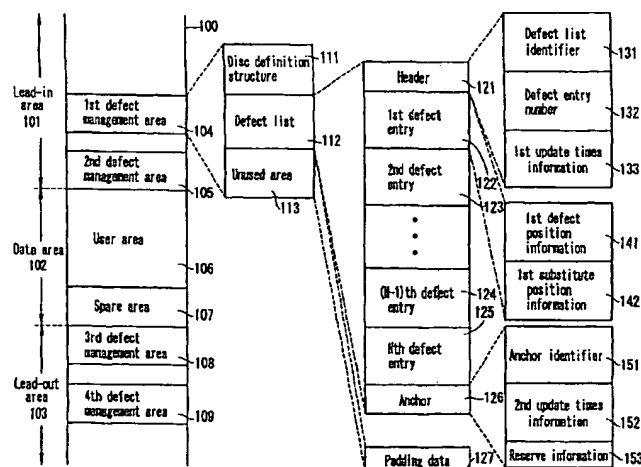 100
Lead-in
area
101
1st defect
management area
104
2nd defect
management area
105
Data area
102
User area
106
Spare area
107
Lead-out
area
103
3rd defect
management area
108
4th defect
management area
109
111
Disc definition
structure
Defect list
112
Unused area
113
Header
121
1st defect
entry
122
2nd defect
entry
123
(N-1)th defect
entry
124
125
Nth defect
entry
Anchor
126
127
Padding data
Defect list
identifier
131
Defect entry
number
132
1st update times
information
133
1st defect
position
information
141
1st substitute
position
information
142
Anchor identifier
151
2nd update times
information
152
Reserve information
153